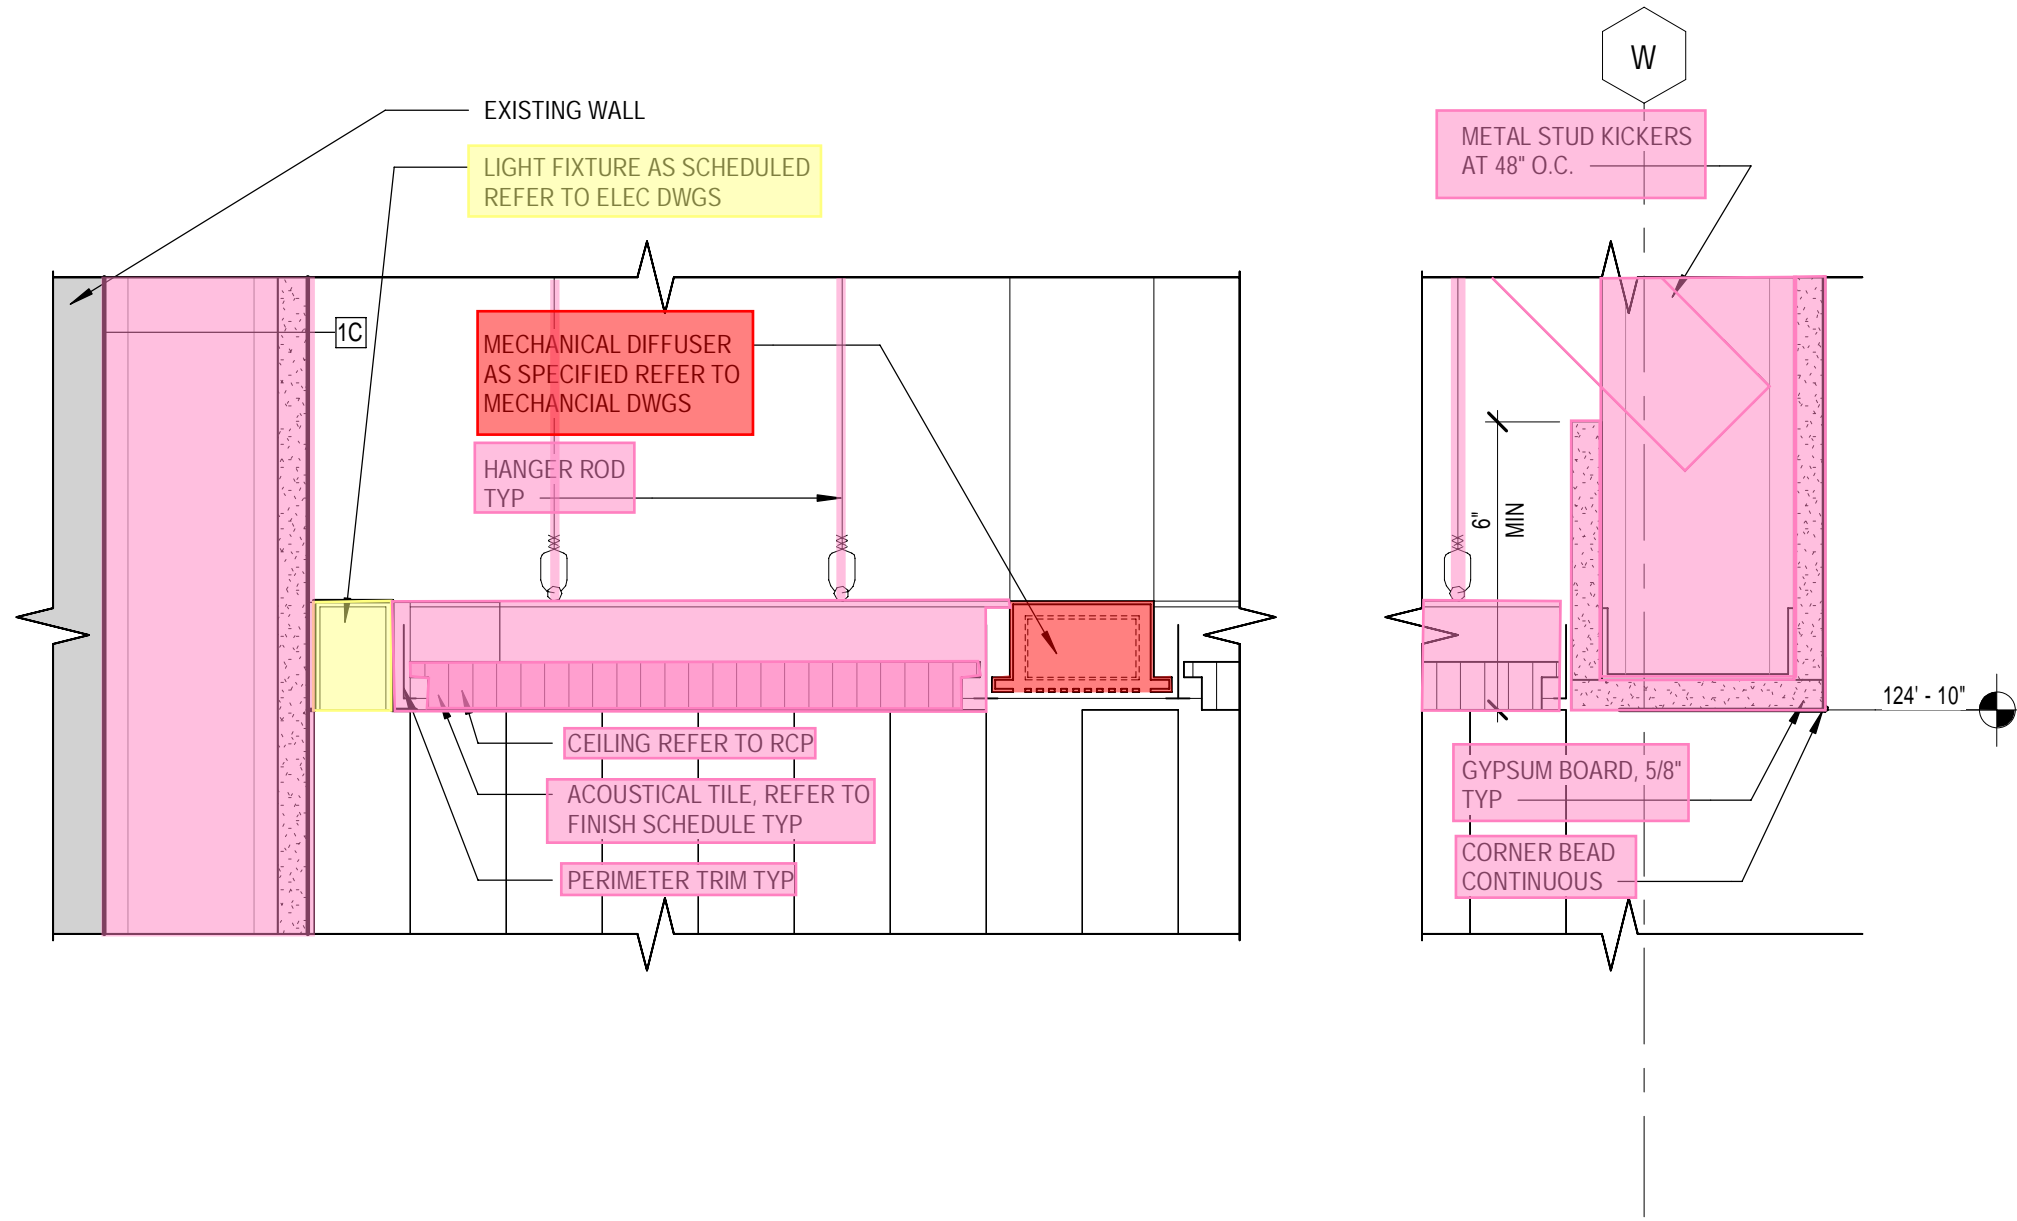 W
EXISTING WALL
METAL STUD KICKERS
AT 48" O.C.
LIGHT FIXTURE AS SCHEDULED
REFER TO ELEC DWGS
1C
MECHANICAL DIFFUSER
AS SPECIFIED REFER TO
MECHANCIAL DWGS
HANGER ROD
TYP
6"
MIN
124' - 10"
CEILING REFER TO RCP
ACOUSTICAL TILE, REFER TO
FINISH SCHEDULE TYP
PERIMETER TRIM TYP
GYPSUM BOARD, 5/8"
TYP
CORNER BEAD
CONTINUOUS